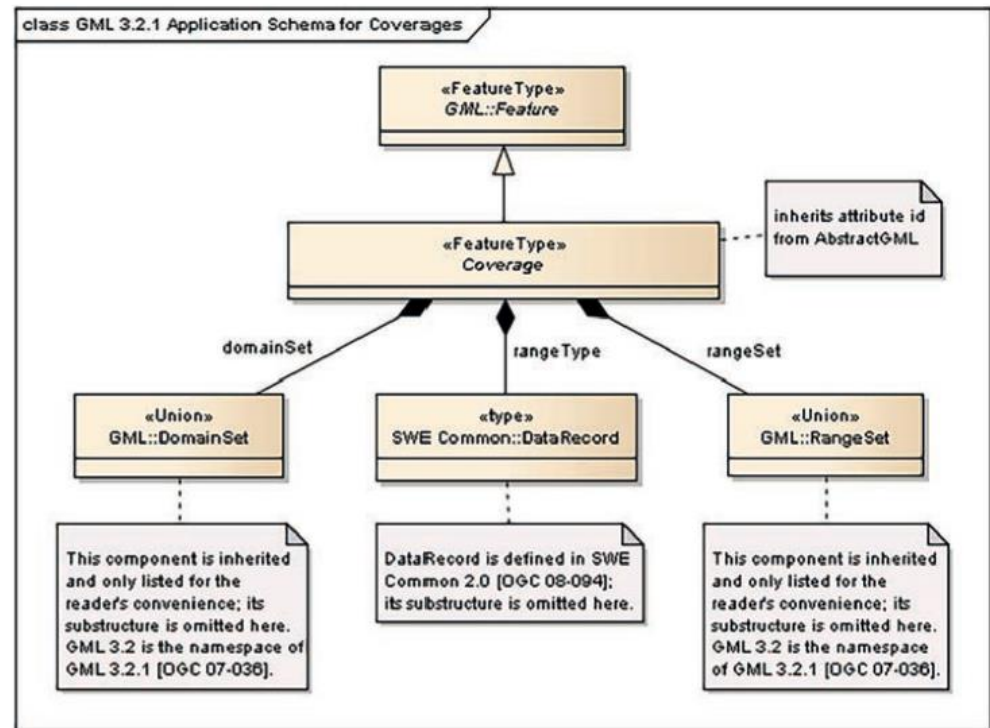 class GML 3.2.1 Application Schema for Coverages
«FeatureType»
GML::Feature
inherits attribute id
from AbstractGML
«FeatureType»
Coverage
domainSet
rangeType
rangeSet
«Union»
GML::DomainSet
«type»
SWE Common::DataRecord
«Union»
GML::RangeSet
This component is inherited
and only listed for the
reader's convenience; its
substructure is omitted here.
GML 3.2 is the namespace of
GML 3.2.1 [OGC 07-036].
DataRecord is defined in SWE
Common 2.0 [OGC 08-094];
its substructure is omitted here.
This component is inherited
and only listed for the
reader's convenience; its
substructure is omitted here.
GML 3.2 is the namespace
of GML 3.2.1 [OGC 07-036].